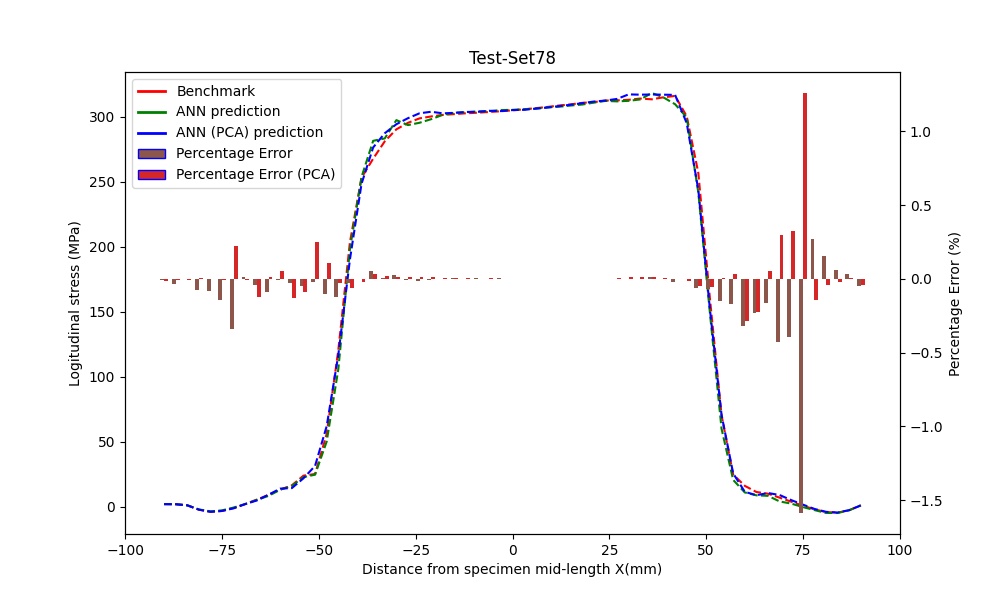 Test-Set78
Benchmark
ANN prediction
ANN (PCA) prediction
Percentage Error
Percentage Error (PCA)
300
250
200
150
100
50
0
Logitudinal stress (MPa)
1.0
0.5
0.0
−0.5
−1.0
−1.5
Percentage Error (%)
−100
−75
−50
−25
0
25
50
75
100
Distance from specimen mid-length X(mm)